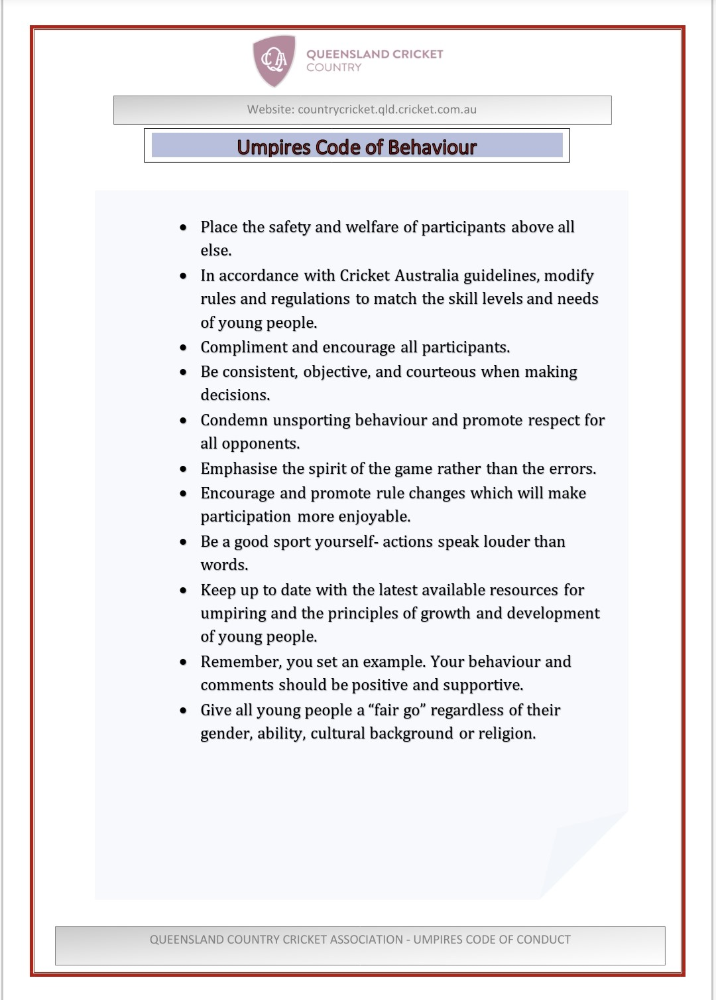 CQA
QUEENSLAND CRICKET
COUNTRY
Website: countrycricket.qld.cricket.com.au
Umpires Code of Behaviour
• Place the safety and welfare of participants above all
else.
• In accordance with Cricket Australia guidelines, modify
rules and regulations to match the skill levels and needs
of young people.
• Compliment and encourage all participants.
• Be consistent, objective, and courteous when making
decisions.
• Condemn unsporting behaviour and promote respect for
all opponents.
• Emphasise the spirit of the game rather than the errors.
• Encourage and promote rule changes which will make
participation more enjoyable.
• Be a good sport yourself- actions speak louder than
words.
• Keep up to date with the latest available resources for
umpiring and the principles of growth and development
of young people.
• Remember, you set an example. Your behaviour and
comments should be positive and supportive.
• Give all young people a “fair go” regardless of their
gender, ability, cultural background or religion.
QUEENSLAND COUNTRY CRICKET ASSOCIATION - UMPIRES CODE OF CONDUCT